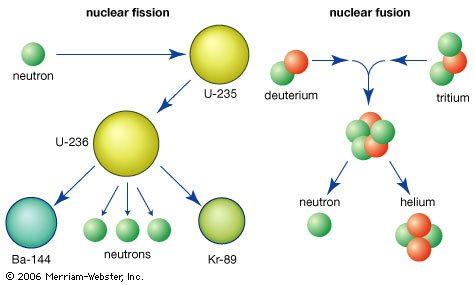 nuclear fission
neutron
U-235
U-236
Ba-144
neutrons
Kr-89
nuclear fusion
deuterium
tritium
neutron
helium
© 2006 Merriam-Webster, Inc.